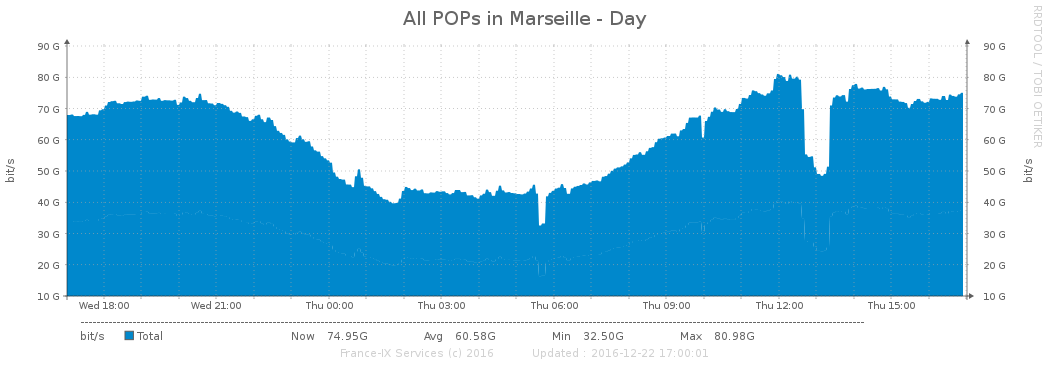 All POPs in Marseille - Day
RRDTOOL / TOBI OETIKER
90 G 90 G
80 G 80 G
70 G 70 G
60 G 60 G
50 G 50 G
40 G 40 G
30 G 30 G
20 G 20 G
10 G 10 G
bit/s bit/s
Wed 18:00 Wed 21:00 Thu 00:00 Thu 03:00 Thu 06:00 Thu 09:00 Thu 12:00 Thu 15:00
bit/s Total Now 74.95G Avg 60.58G Min 32.50G Max 80.98G
France-IX Services (c) 2016 Updated : 2016-12-22 17:00:01